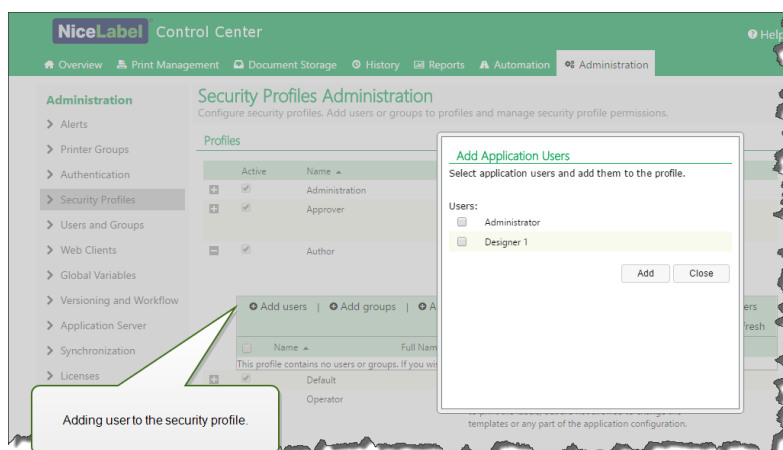 NiceLabel Control Center
Help
Overview Print Management Document Storage History Reports Automation Administration
Administration
Alerts
Printer Groups
Authentication
Security Profiles
Users and Groups
Web Clients
Global Variables
Versioning and Workflow
Application Server
Synchronization
Licenses
Security Profiles Administration
Configure security profiles. Add users or groups to profiles and manage security profile permissions.
Profiles
Active Name
Administration
Approver
Author
Add users | Add groups | A
ers
fresh
Name Full Nam
This profile contains no users or groups. If you wi
Default
Operator
templates or any part of the application configuration.
Add Application Users
Select application users and add them to the profile.
Users:
Administrator
Designer 1
Add Close
Adding user to the security profile.